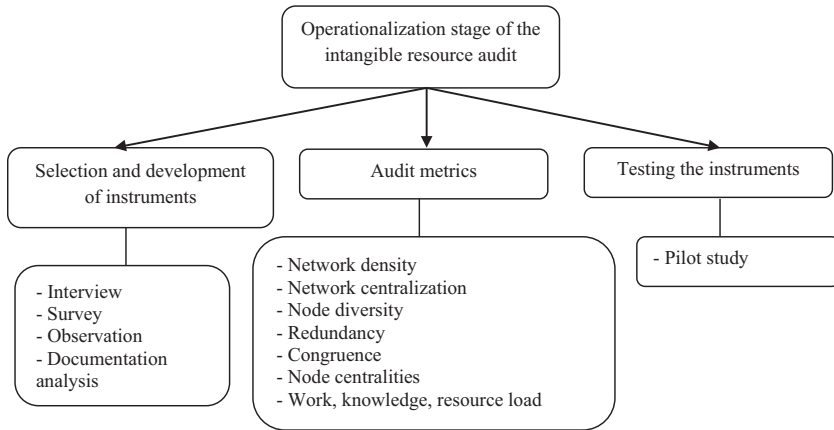 Operationalization stage of the
intangible resource audit
Selection and development
of instruments
Audit metrics
Testing the instruments
- Interview
- Survey
- Observation
- Documentation
analysis
- Network density
- Network centralization
- Node diversity
- Redundancy
- Congruence
- Node centralities
- Work, knowledge, resource load
- Pilot study